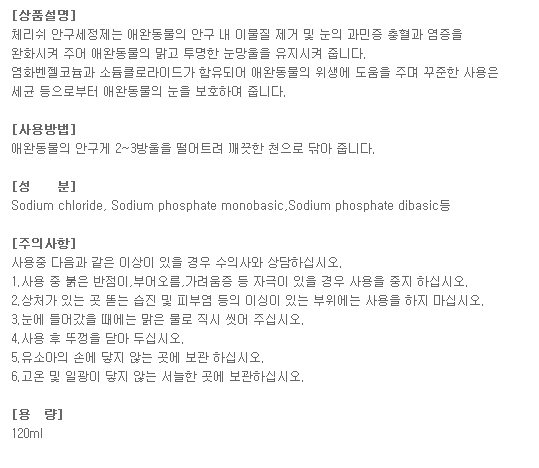 [상품설명]
체리쉬 안구세정제는 애완동물의 안구 내 이물질 제거 및 눈의 과민증 충혈과 염증을
완화시켜 주어 애완동물의 맑고 투명한 눈망울을 유지시켜 줍니다.
염화벤젤코늄과 소듐클로라이드가 함유되어 애완동물의 위생에 도움을 주며 꾸준한 사용은
세균 등으로부터 애완동물의 눈을 보호하여 줍니다.
[사용방법]
애완동물의 안구게 2~3방울을 떨어트려 깨끗한 천으로 닦아 줍니다.
[성 분]
Sodium chloride, Sodium phosphate monobasic,Sodium phosphate dibasic등
[주의사항]
사용중 다음과 같은 이상이 있을 경우 수의사와 상담하십시오.
1.사용 중 붉은 반점이,부어오름,가려움증 등 자극이 있을 경우 사용을 중지 하십시오.
2.상처가 있는 곳 똗는 습진 및 피부염 등의 이싱이 있는 부위에는 사용을 하지 마십시오.
3.눈에 들어갔을 때에는 맑은 물로 직시 씻어 주십시오.
4.사용 후 뚜껑을 닫아 두십시오.
5.유소아의 손에 닿지 않는 곳에 보관 하십시오.
6.고온 및 일광이 닿지 않는 서늘한 곳에 보관하십시오.
[용 량]
120ml